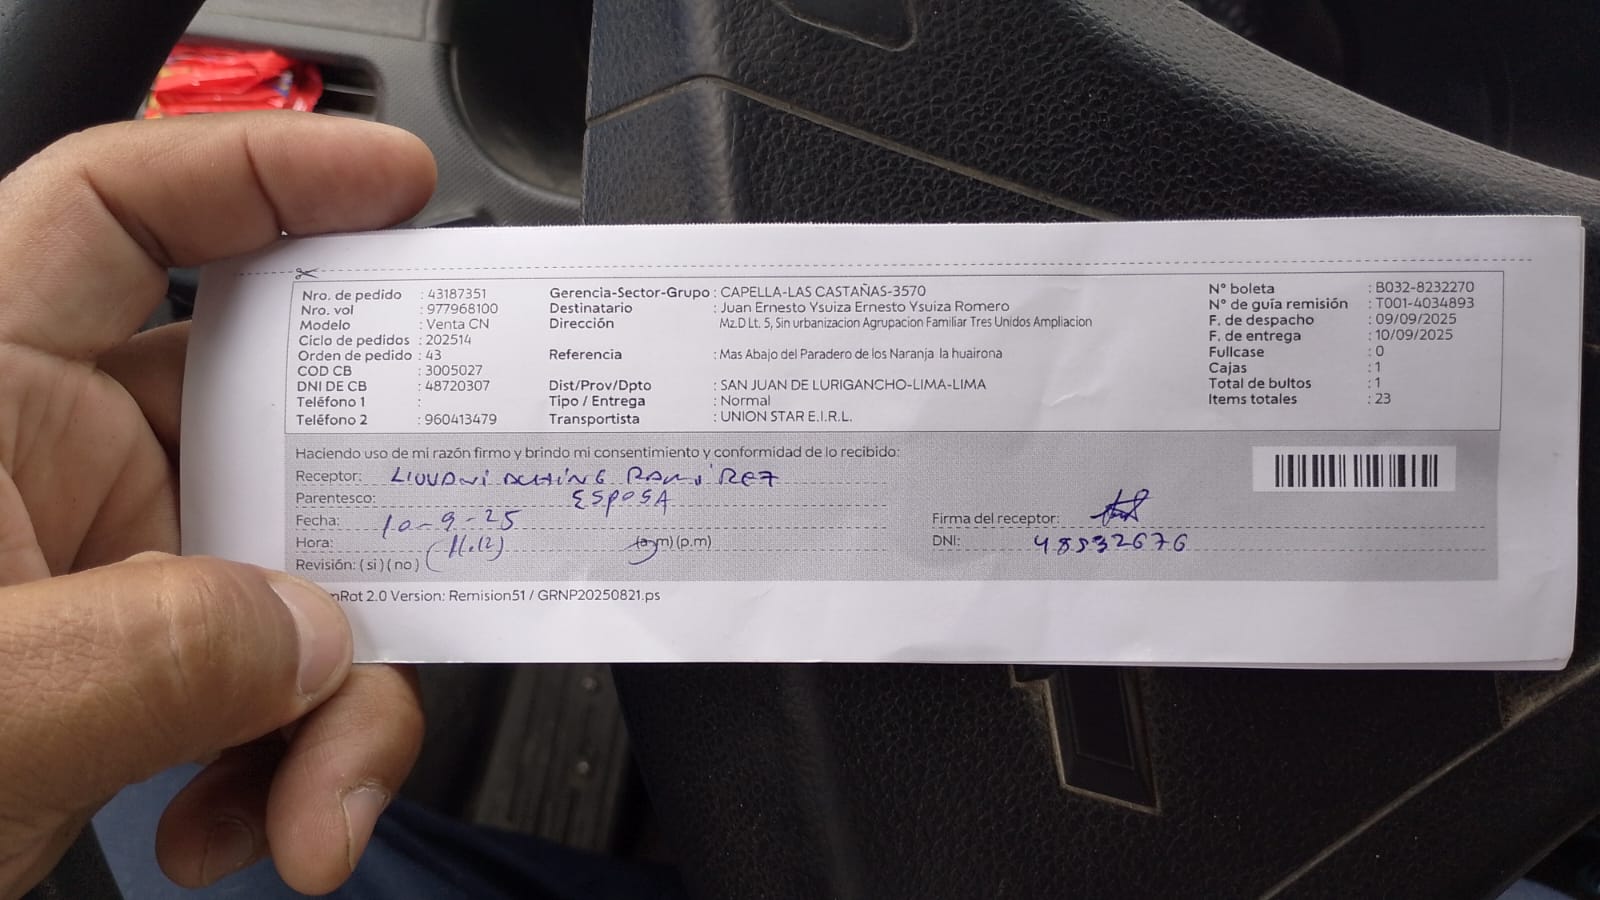 Nro. de pedido : 43187351 Gerencia-Sector-Grupo : CAPELLA-LAS CASTAÑAS-3570 N° boleta : B032-8232270
Nro. vol : 977968100 Destinatario : Juan Ernesto Ysuiza Ernesto Ysuiza Romero N° de guía remisión : T001-4034893
Modelo : Venta CN Dirección Mz.D Lt. 5, Sin urbanizacion Agrupacion Familiar Tres Unidos Ampliacion F. de despacho : 09/09/2025
Ciclo de pedidos : 202514 F. de entrega : 10/09/2025
Orden de pedido : 43 Referencia : Mas Abajo del Paradero de los Naranja la huairona Fullcase : 0
COD CB : 3005027 Cajas : 1
DNI DE CB : 48720307 Dist/Prov/Dpto : SAN JUAN DE LURIGANCHO-LIMA-LIMA Total de bultos : 1
Teléfono 1 : Tipo / Entrega : Normal Items totales : 23
Teléfono 2 : 960413479 Transportista : UNION STAR E.I.R.L.
Haciendo uso de mi razón firmo y brindo mi consentimiento y conformidad de lo recibido:
Receptor: RAMIREZ
Parentesco: ESPOSA
Fecha: 10-9-25 Firma del receptor:
Hora: (11.12) (a.m) (p.m) DNI: 48532676
Revisión: ( si ) ( no )
nRot 2.0 Version: Remision51 / GRNP20250821.ps